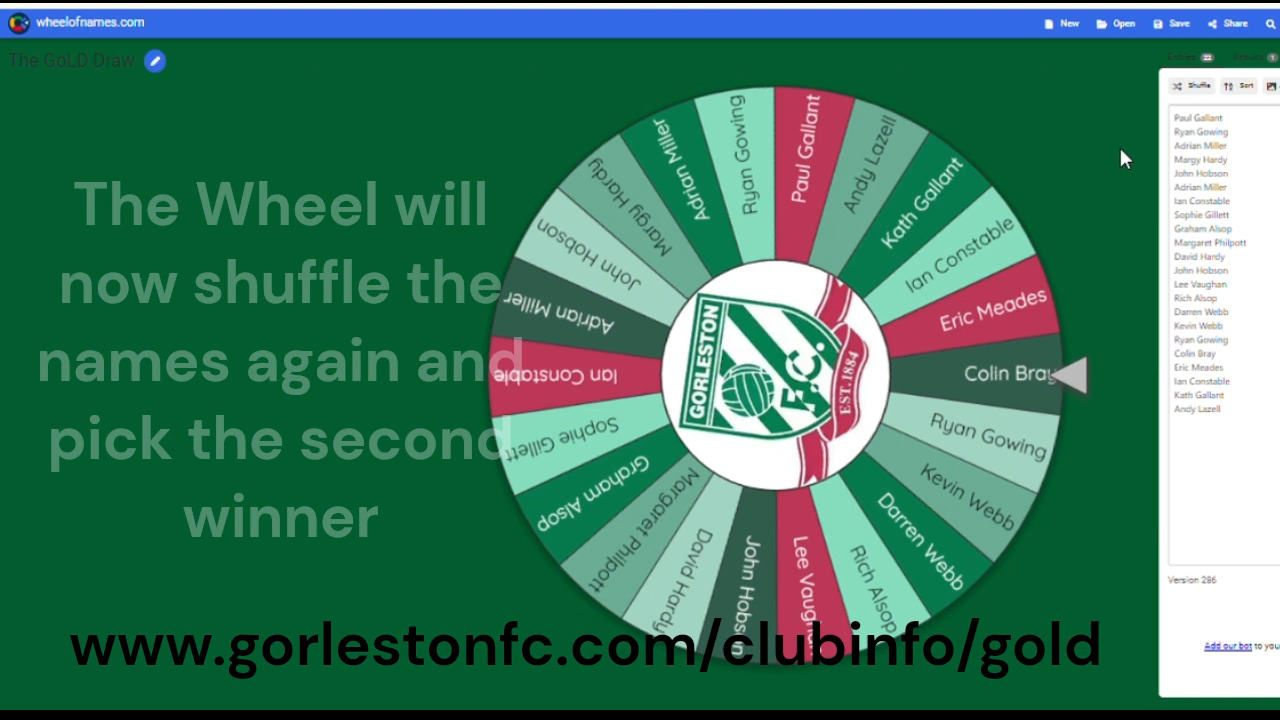 wheelofnames.com
New
Open
Save
Share
The GoLD Draw
Entries 22
Results 1
Shuffle
Sort
The Wheel will
now shuffle the
names again and
pick the second
winner
Paul Gallant
Andy Lazell
Kath Gallant
Ian Constable
Eric Meades
Colin Bray
Ryan Gowing
Kevin Webb
Darren Webb
Rich Alsop
Lee Vaughan
John Hobson
David Hardy
Margaret Philpott
Graham Alsop
Sophie Gillett
Ian Constable
Adrian Miller
John Hobson
Margy Hardy
Adrian Miller
Ryan Gowing
GORLESTON
F.C.
EST. 1884
Paul Gallant
Ryan Gowing
Adrian Miller
Margy Hardy
John Hobson
Adrian Miller
Ian Constable
Sophie Gillett
Graham Alsop
Margaret Philpott
David Hardy
John Hobson
Lee Vaughan
Rich Alsop
Darren Webb
Kevin Webb
Ryan Gowing
Colin Bray
Eric Meades
Ian Constable
Kath Gallant
Andy Lazell
Version 286
Add our bot to you
www.gorlestonfc.com/clubinfo/gold